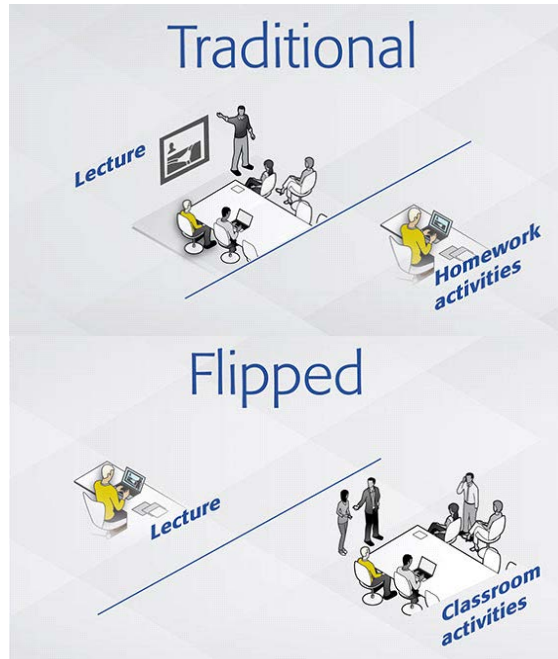 Traditional
Lecture
Homework
activities
Flipped
Lecture
Classroom
activities